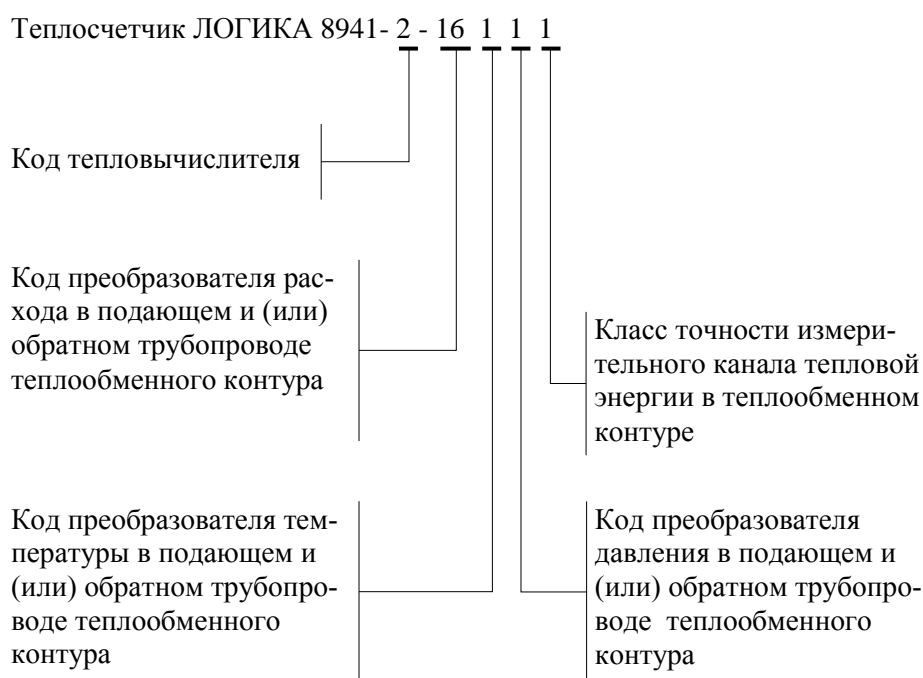 Теплосчетчик ЛОГИКА 8941- 2 - 16 1 1 1
Код тепловычислителя
Код преобразователя рас-
хода в подающем и (или)
обратном трубопроводе
теплообменного контура
Класс точности измери-
тельного канала тепловой
энергии в теплообменном
контуре
Код преобразователя тем-
пературы в подающем и
(или) обратном трубопро-
воде теплообменного
контура
Код преобразователя
давления в подающем и
(или) обратном трубопро-
воде теплообменного
контура